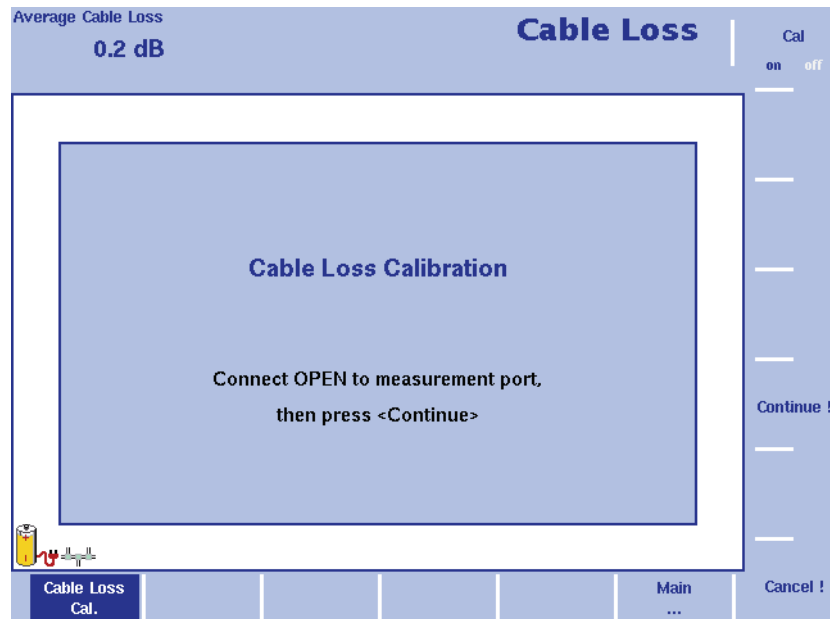 Average Cable Loss
0.2 dB
Cable Loss
Cal
on off
Cable Loss Calibration
Connect OPEN to measurement port,
then press <Continue>
Continue !
Cable Loss
Cal.
Main
...
Cancel !